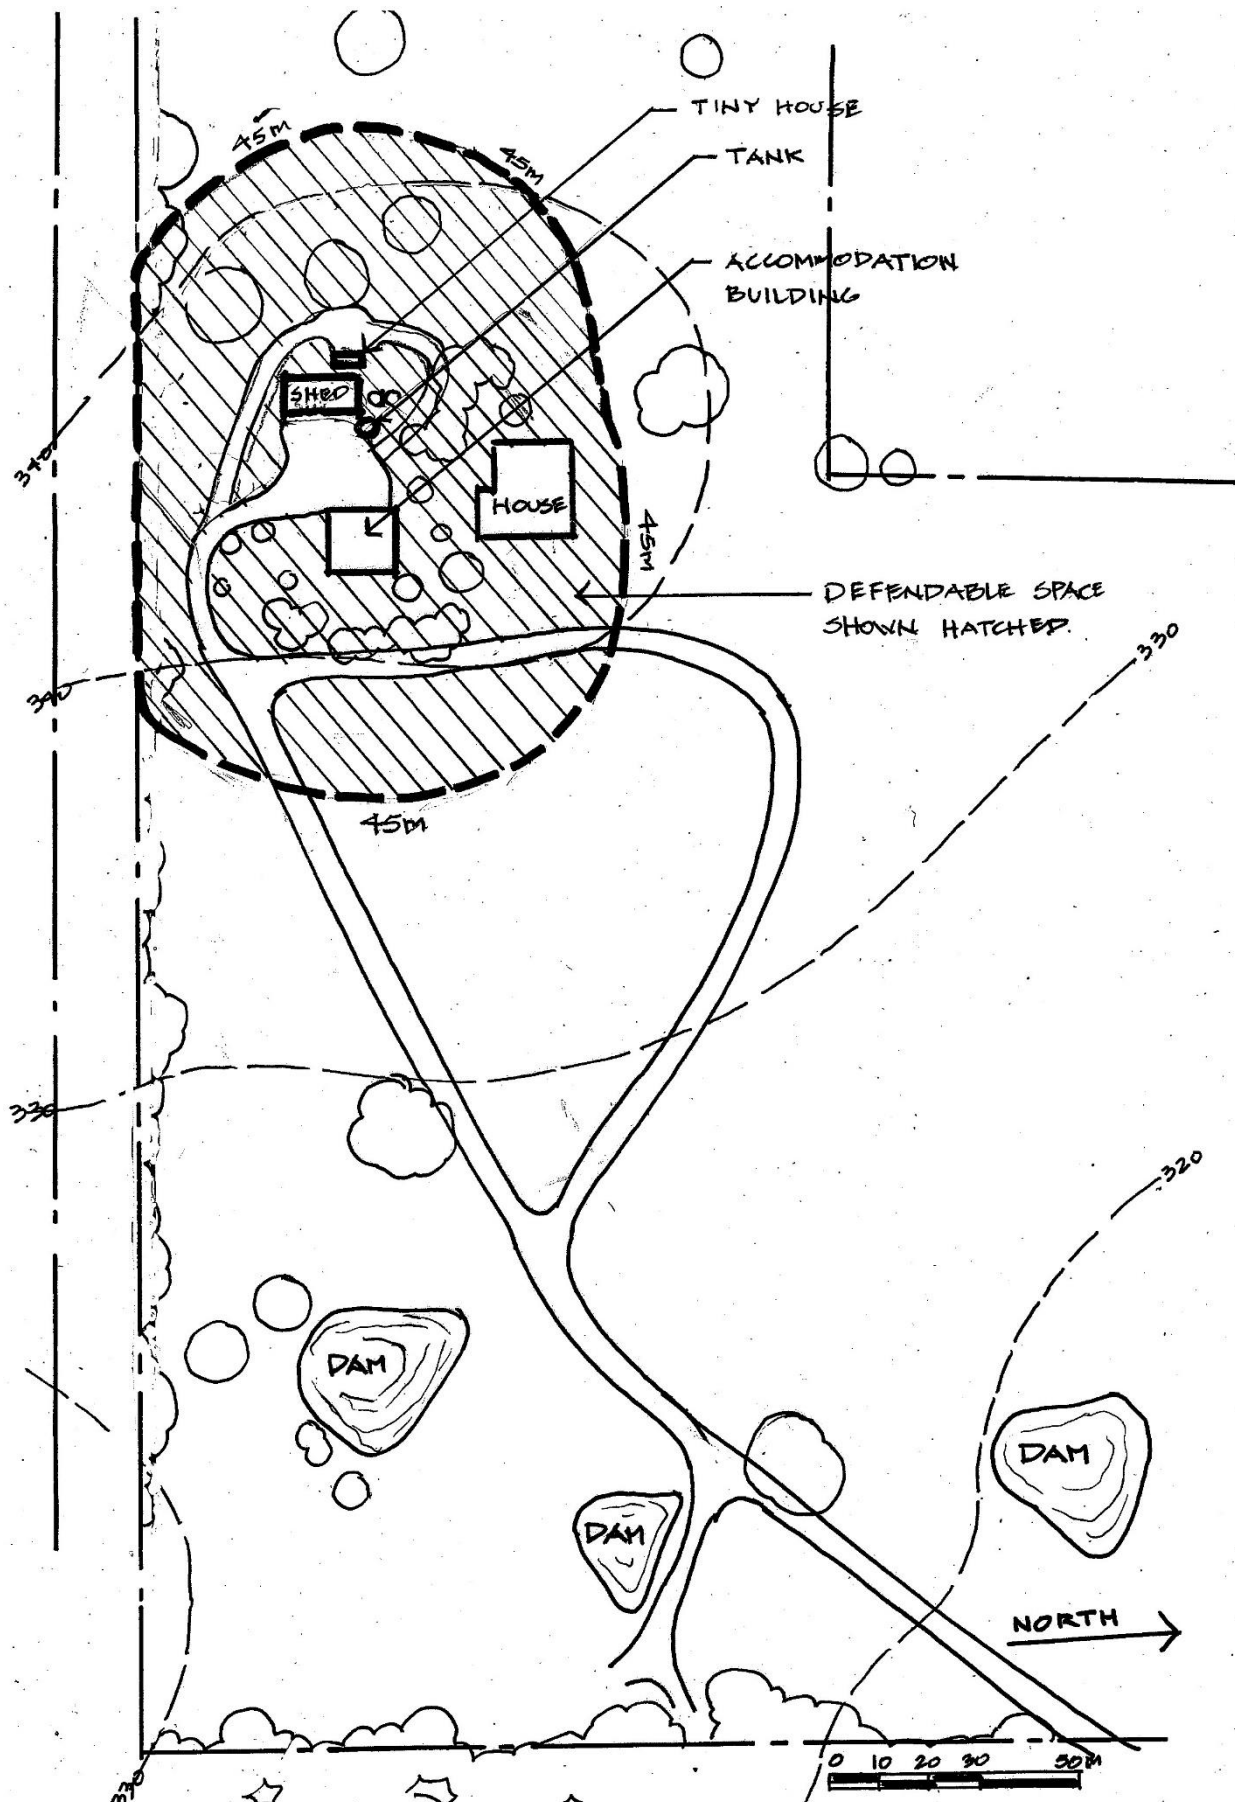 TINY HOUSE
45m
45m
TANK
ACCOMMODATION
BUILDING
SHED
340
HOUSE
45m
DEFENDABLE SPACE
SHOWN HATCHED.
330
340
45m
330
320
DAM
DAM
DAM
NORTH
0 10 20 30 50m
330